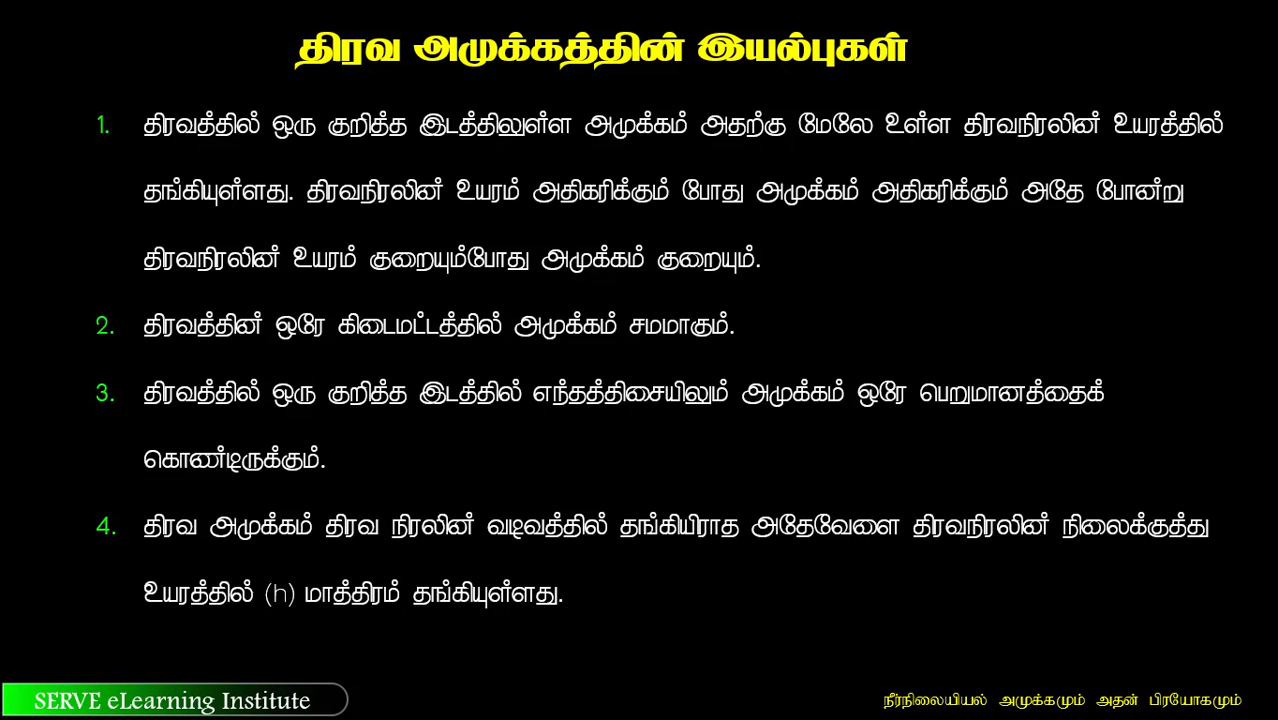 திரவ அமுக்கத்தின் இயல்புகள்
1. திரவத்தில் ஒரு குறித்த இடத்திலுள்ள அமுக்கம் அதற்கு மேலே உள்ள திரவநிரலின் உயரத்தில்
தங்கியுள்ளது. திரவநிரலின் உயரம் அதிகரிக்கும் போது அமுக்கம் அதிகரிக்கும் அதே போன்று
திரவநிரலின் உயரம் குறையும்போது அமுக்கம் குறையும்.
2. திரவத்தின் ஒரே கிடைமட்டத்தில் அமுக்கம் சமமாகும்.
3. திரவத்தில் ஒரு குறித்த இடத்தில் எந்தத்திசையிலும் அமுக்கம் ஒரே பெறுமானத்தைக்
கொண்டிருக்கும்.
4. திரவ அமுக்கம் திரவ நிரலின் வடிவத்தில் தங்கியிராத அதேவேளை திரவநிரலின் நிலைக்குத்து
உயரத்தில் (h) மாத்திரம் தங்கியுள்ளது.
SERVE eLearning Institute
நீர்நிலையியல் அமுக்கமும் அதன் பிரயோகமும்